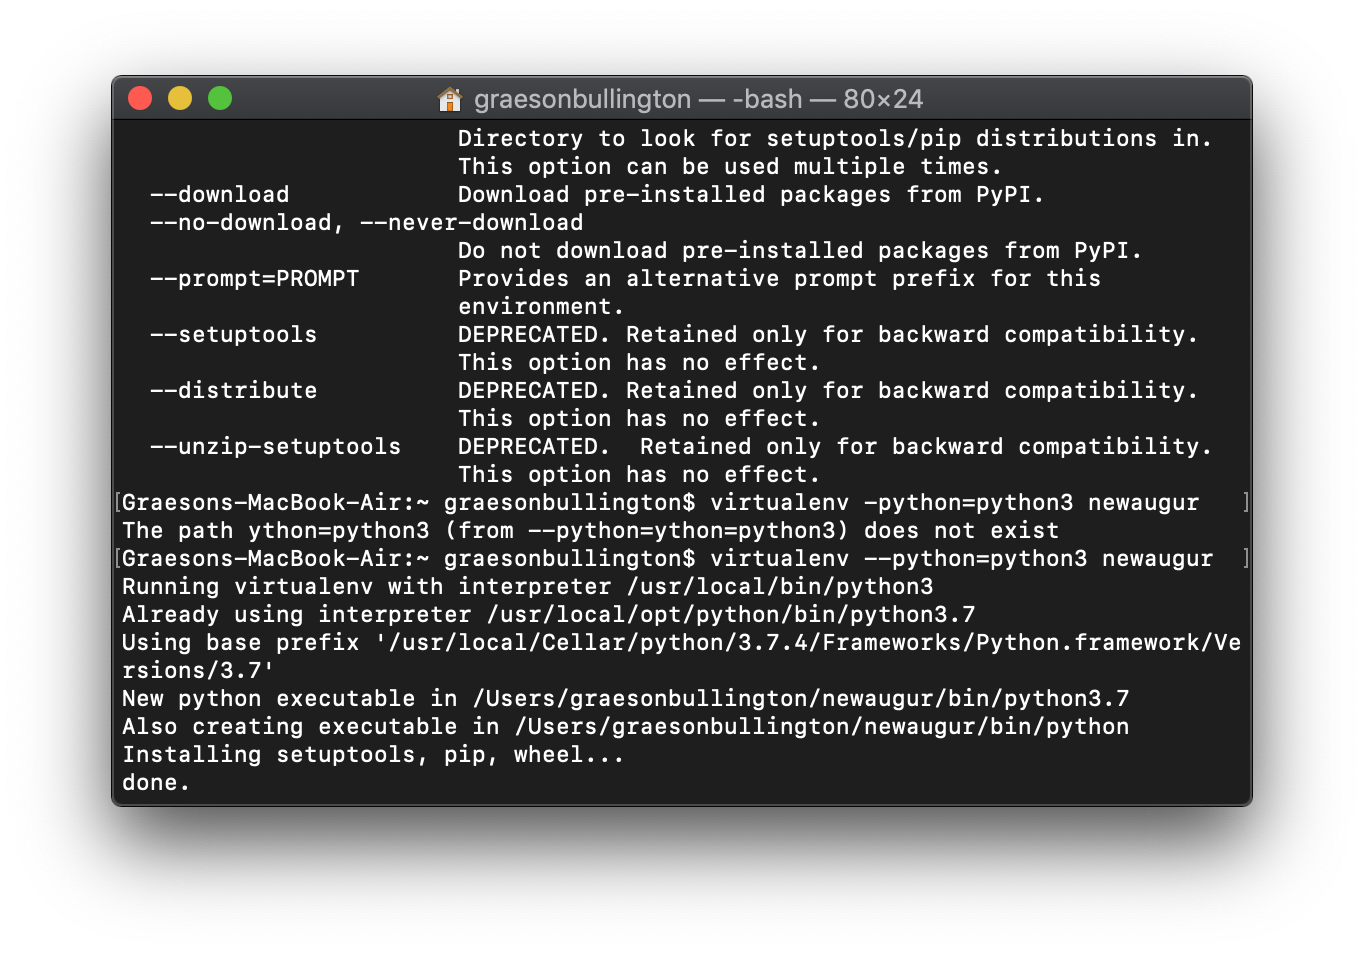 graesonbullington — -bash — 80×24
Directory to look for setuptools/pip distributions in.
This option can be used multiple times.
--download Download pre-installed packages from PyPI.
--no-download, --never-download
Do not download pre-installed packages from PyPI.
--prompt=PROMPT Provides an alternative prompt prefix for this
environment.
--setuptools DEPRECATED. Retained only for backward compatibility.
This option has no effect.
--distribute DEPRECATED. Retained only for backward compatibility.
This option has no effect.
--unzip-setuptools DEPRECATED.  Retained only for backward compatibility.
This option has no effect.
[Graesons-MacBook-Air:~ graesonbullington$ virtualenv -python=python3 newaugur ]
The path ython=python3 (from --python=ython=python3) does not exist
[Graesons-MacBook-Air:~ graesonbullington$ virtualenv --python=python3 newaugur ]
Running virtualenv with interpreter /usr/local/bin/python3
Already using interpreter /usr/local/opt/python/bin/python3.7
Using base prefix '/usr/local/Cellar/python/3.7.4/Frameworks/Python.framework/Ve
rsions/3.7'
New python executable in /Users/graesonbullington/newaugur/bin/python3.7
Also creating executable in /Users/graesonbullington/newaugur/bin/python
Installing setuptools, pip, wheel...
done.